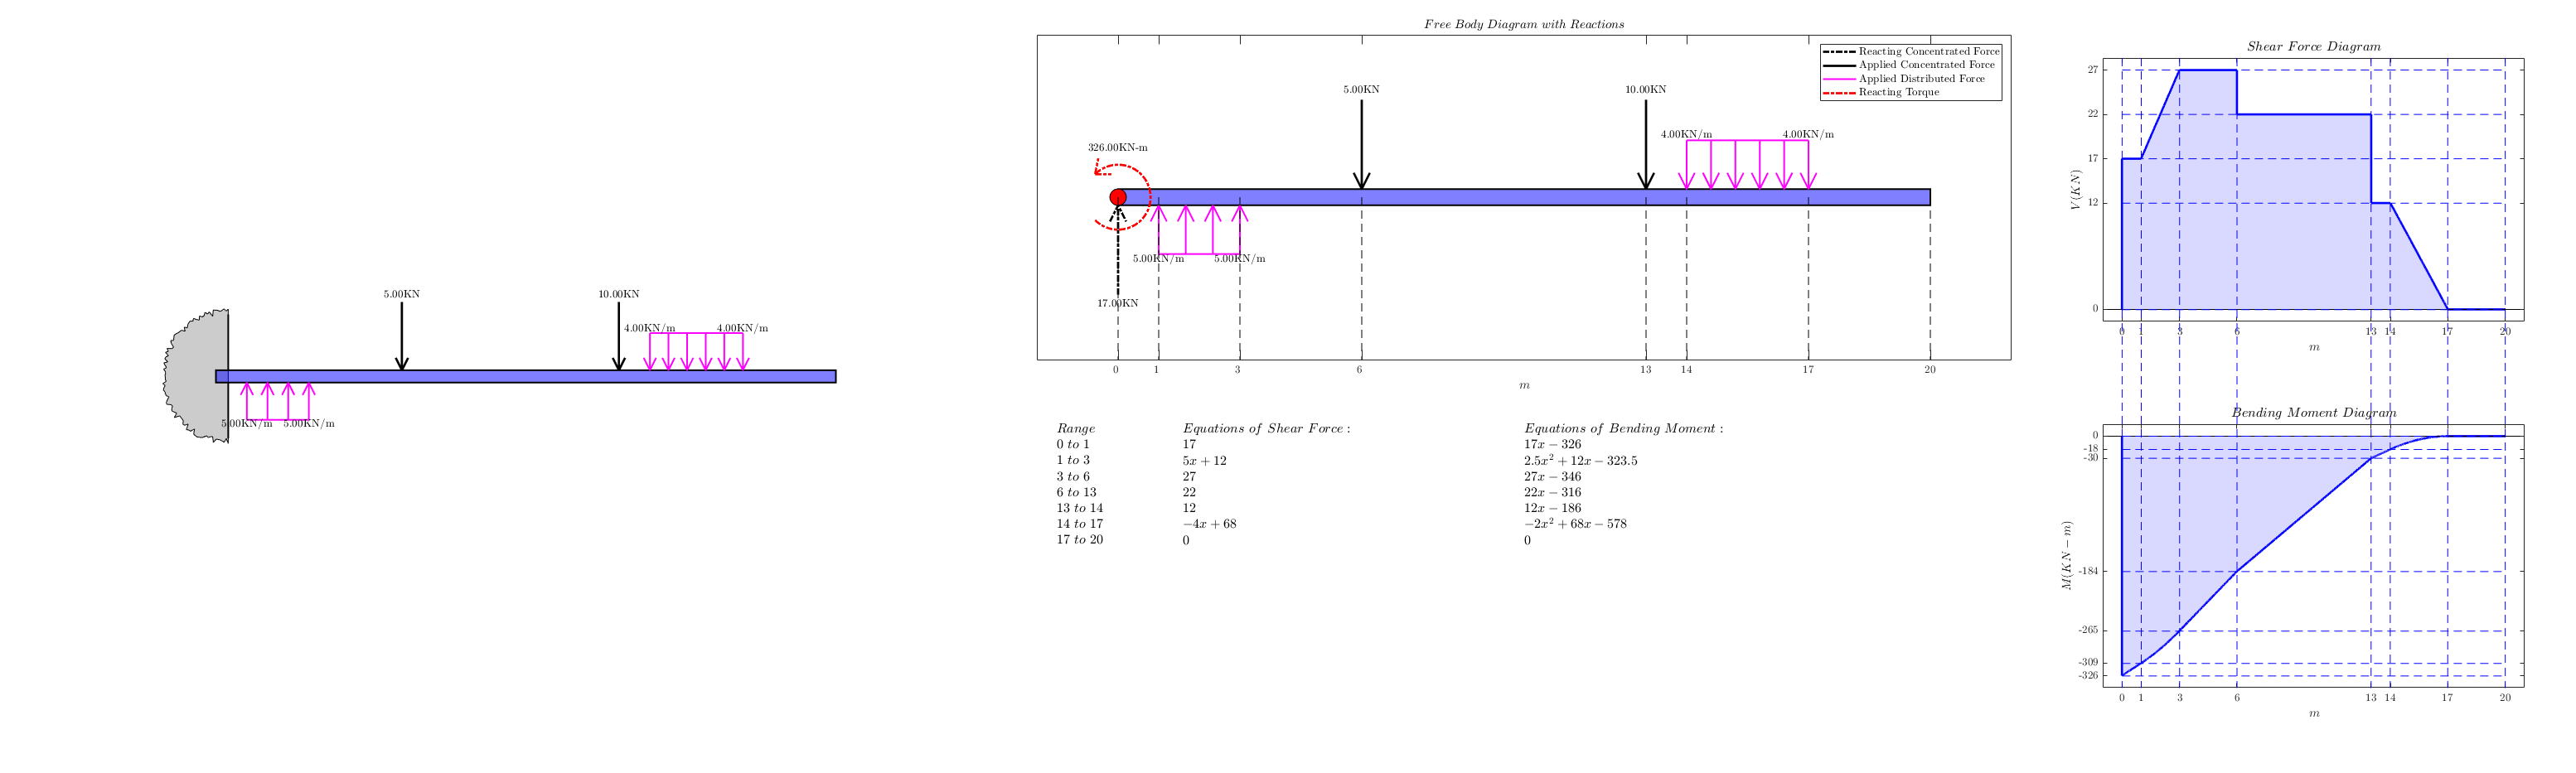 5.00KN
10.00KN
4.00KN/m 4.00KN/m
5.00KN/m 5.00KN/m
Free Body Diagram with Reactions
Reacting Concentrated Force
Applied Concentrated Force
Applied Distributed Force
Reacting Torque
5.00KN
10.00KN
4.00KN/m 4.00KN/m
326.00KN-m
5.00KN/m 5.00KN/m
17.00KN
0 1 3 6 13 14 17 20
m
Range Equations of Shear Force : Equations of Bending Moment :
0 to 1 17 17x − 326
1 to 3 5x + 12 2.5x² + 12x − 323.5
3 to 6 27 27x − 346
6 to 13 22 22x − 316
13 to 14 12 12x − 186
14 to 17 −4x + 68 −2x² + 68x − 578
17 to 20 0 0
Shear Force Diagram
V(KN)
27
22
17
12
0
0 1 3 6 13 14 17 20
m
Bending Moment Diagram
M(KN − m)
0
-18
-30
-184
-265
-309
-326
0 1 3 6 13 14 17 20
m